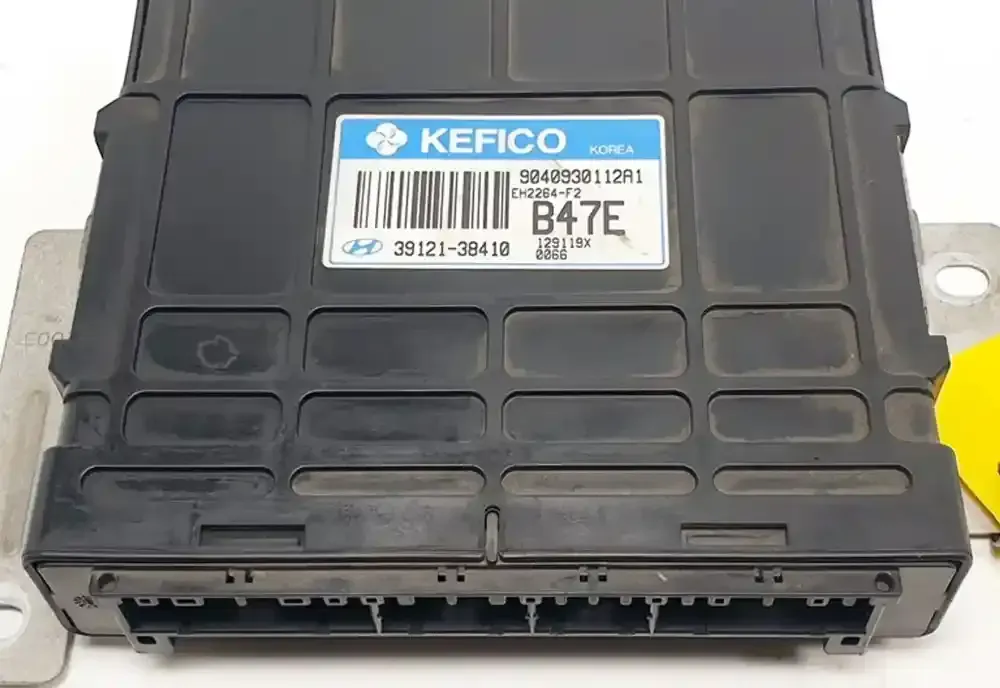 KEFICO KOREA
9040930112A1
EH2264-F2
B47E
39121-38410
129119X
0066